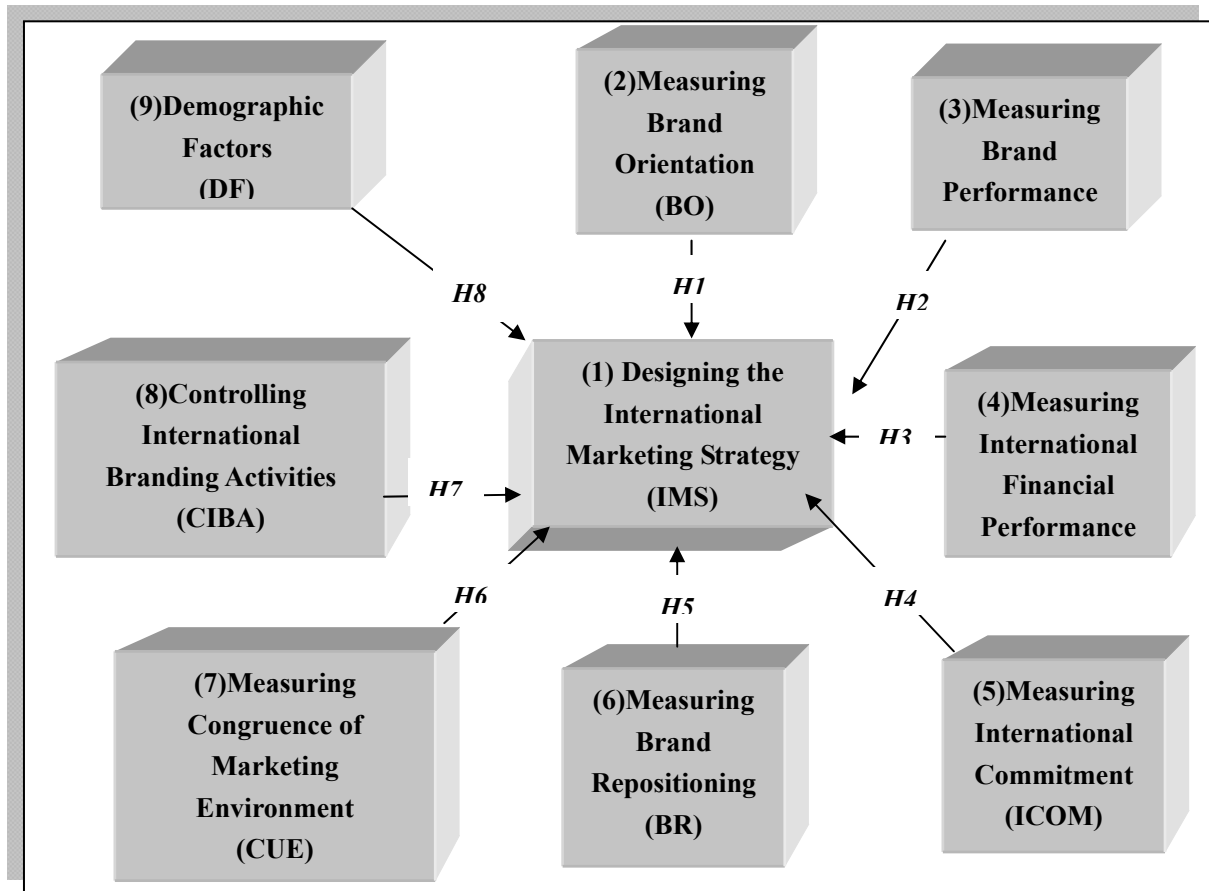 (9)Demographic
Factors
(DF)
(2)Measuring
Brand
Orientation
(BO)
(3)Measuring
Brand
Performance
H8
H1
H2
(8)Controlling
International
Branding Activities
(CIBA)
(1) Designing the
International
Marketing Strategy
(IMS)
(4)Measuring
International
Financial
Performance
H3
H7
H6
H5
H4
(7)Measuring
Congruence of
Marketing
Environment
(CUE)
(6)Measuring
Brand
Repositioning
(BR)
(5)Measuring
International
Commitment
(ICOM)